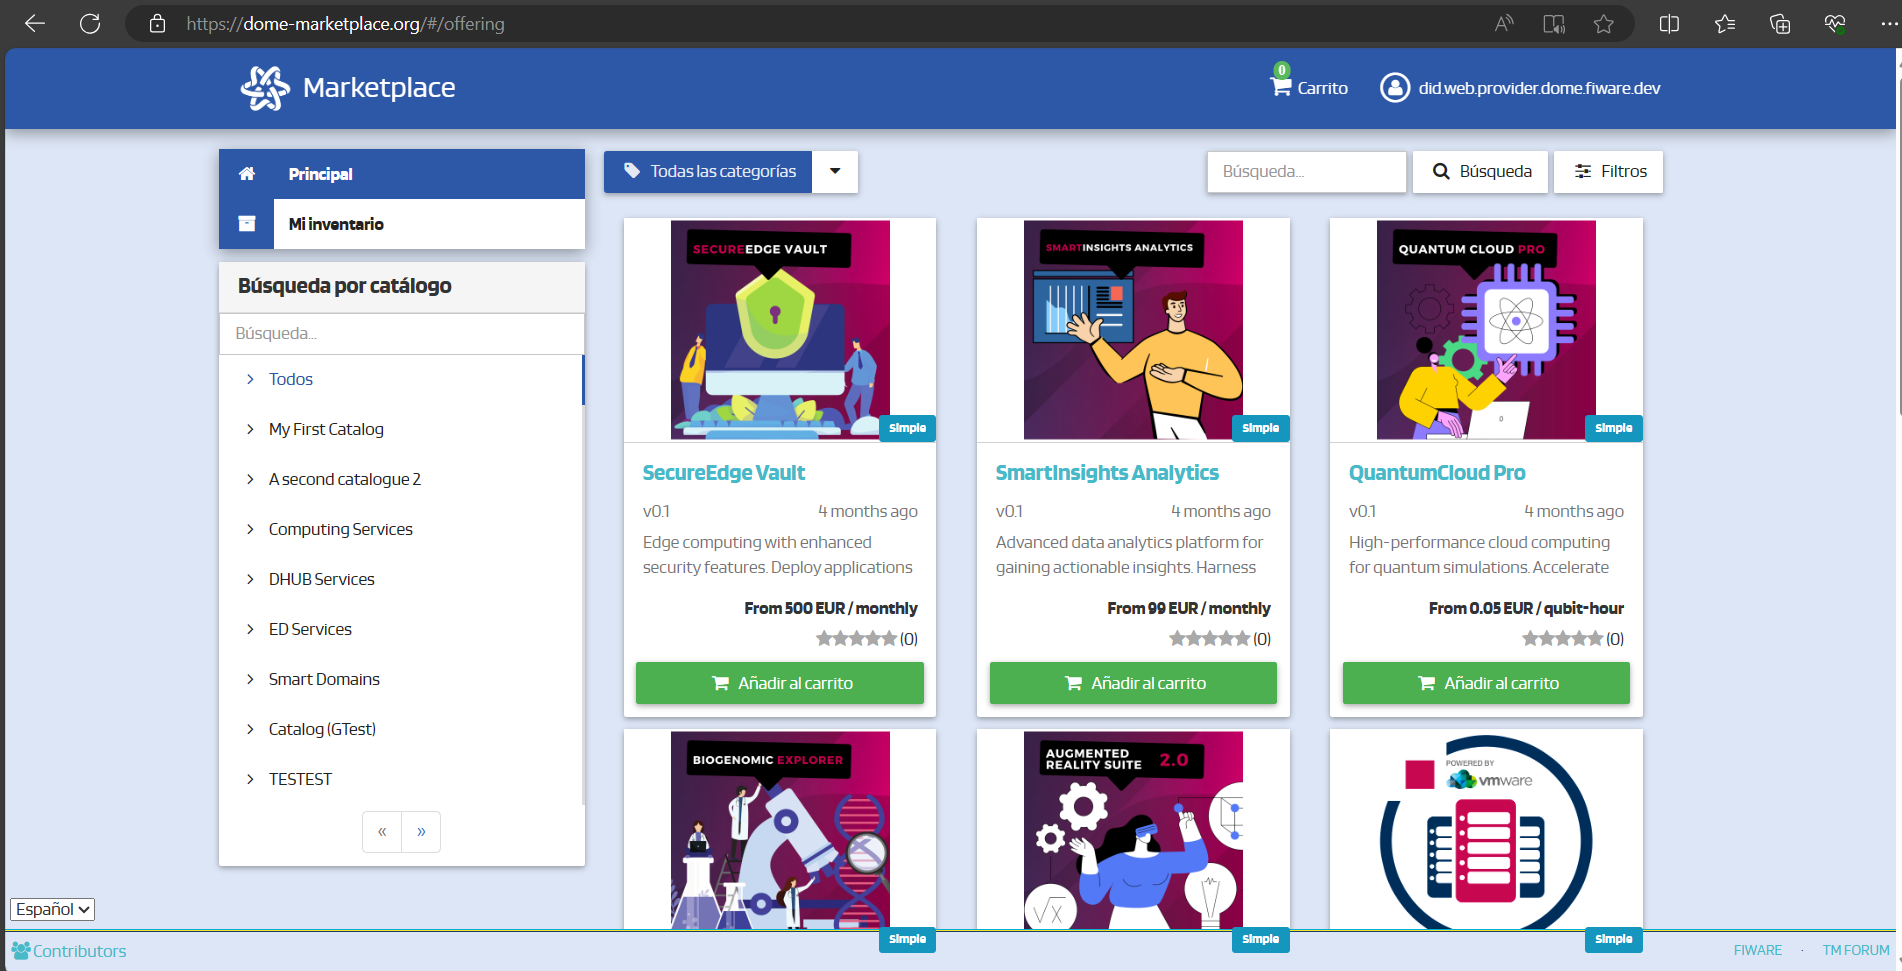 https://dome-marketplace.org/#/offering
Marketplace
0
Carrito
did.web.provider.dome.fiware.dev
Principal
Mi inventario
Búsqueda por catálogo
Búsqueda...
Todos
My First Catalog
A second catalogue 2
Computing Services
DHUB Services
ED Services
Smart Domains
Catalog (GTest)
TESTEST
«
»
Español
Contributors
Todas las categorías
Búsqueda...
Búsqueda
Filtros
SECUREEDGE VAULT
Simple
SecureEdge Vault
v0.1
4 months ago
Edge computing with enhanced
security features. Deploy applications
From 500 EUR / monthly
(0)
Añadir al carrito
SMARTINSIGHTS ANALYTICS
Simple
SmartInsights Analytics
v0.1
4 months ago
Advanced data analytics platform for
gaining actionable insights. Harness
From 99 EUR / monthly
(0)
Añadir al carrito
QUANTUM CLOUD PRO
0
Simple
QuantumCloud Pro
v0.1
4 months ago
High-performance cloud computing
for quantum simulations. Accelerate
From 0.05 EUR / qubit-hour
(0)
Añadir al carrito
BIOGENOMIC EXPLORER
Simple
AUGMENTED
REALITY SUITE 2.0
√x
Simple
POWERED BY
vmware
Simple
FIWARE · TM FORUM